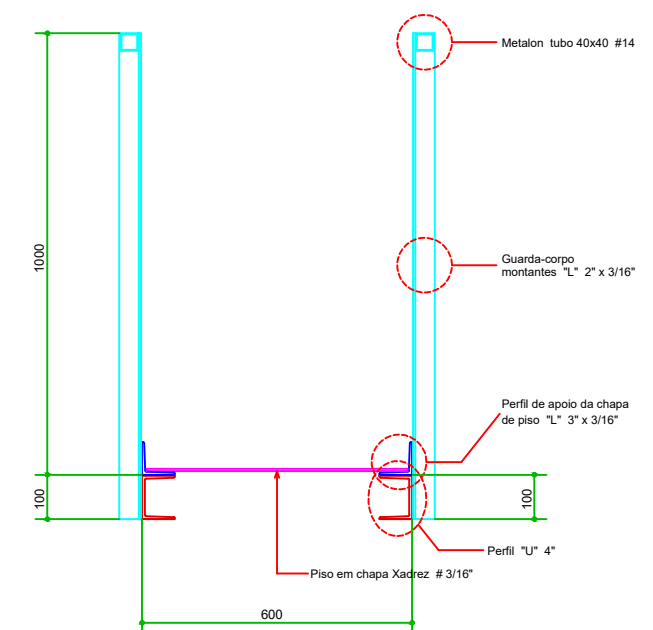 Metalon tubo 40x40 #14
1000
Guarda-corpo
montantes "L" 2" x 3/16"
Perfil de apoio da chapa
de piso "L" 3" x 3/16"
100
100
Perfil "U" 4"
Piso em chapa Xadrez # 3/16"
600